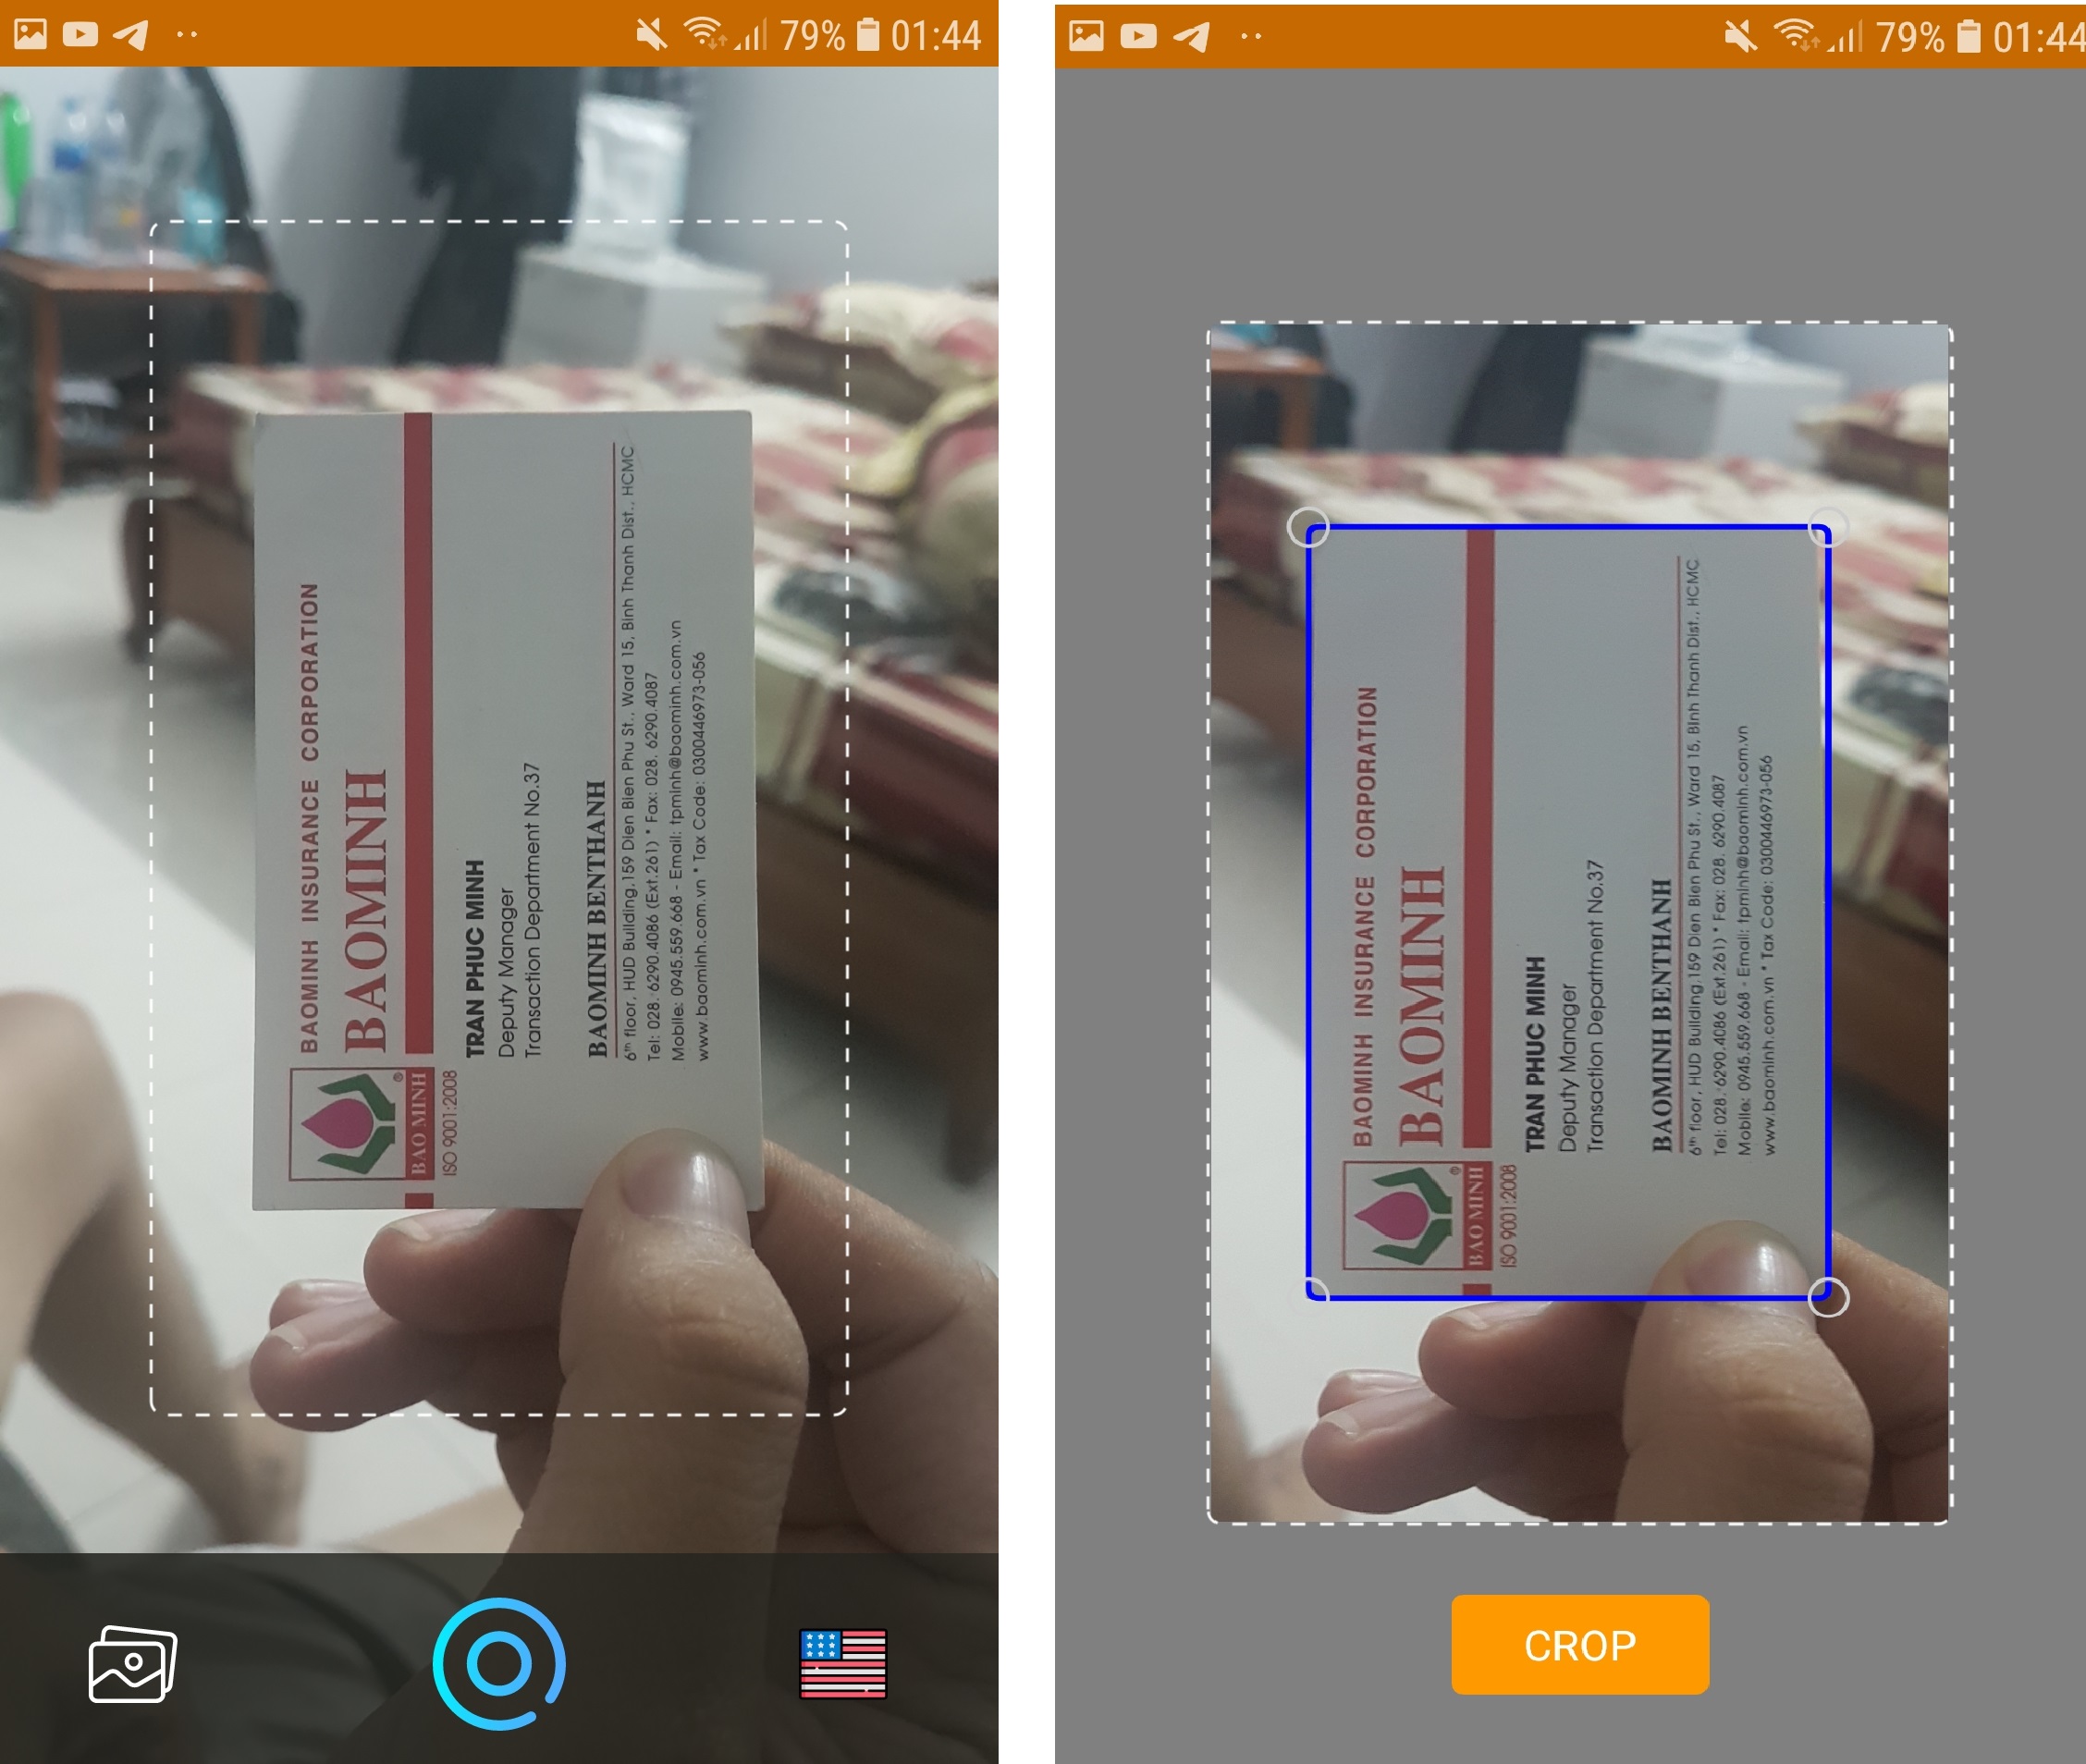 79% 01:44
BAOMINH INSURANCE CORPORATION
BAOMINH
®
BAO MINH
ISO 9001:2008
TRAN PHUC MINH
Deputy Manager
Transaction Department No.37
BAOMINH BENTHANH
6th floor, HUD Building,159 Dien Bien Phu St., Ward 15, Binh Thanh Dist., HCMC
Tel: 028. 6290.4086 (Ext.261) * Fax: 028. 6290.4087
Mobile: 0945.559.668 - Email: tpminh@baominh.com.vn
www.baominh.com.vn * Tax Code: 0300446973-056
79% 01:44
BAOMINH INSURANCE CORPORATION
BAOMINH
®
BAO MINH
ISO 9001:2008
TRAN PHUC MINH
Deputy Manager
Transaction Department No.37
BAOMINH BENTHANH
6th floor, HUD Building,159 Dien Bien Phu St., Ward 15, Binh Thanh Dist., HCMC
Tel: 028. 6290.4086 (Ext.261) * Fax: 028. 6290.4087
Mobile: 0945.559.668 - Email: tpminh@baominh.com.vn
www.baominh.com.vn * Tax Code: 0300446973-056
CROP